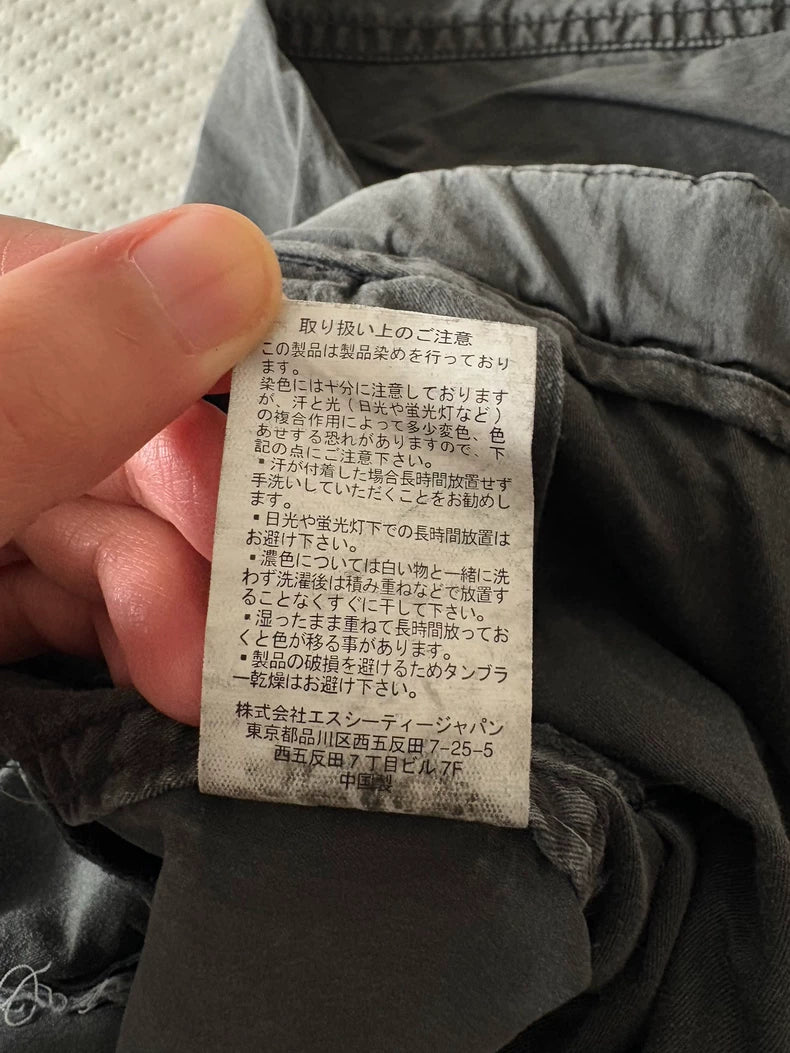 取り扱い上のご注意
この製品は製品染めを行っており
ます。
染色には十分に注意しております
が、汗と光（日光や蛍光灯など）
の複合作用によって多少変色、色
あせする恐れがありますので、下
記の点にご注意下さい。
▪汗が付着した場合長時間放置せず
手洗いしていただくことをお勧めし
ます。
▪日光や蛍光灯下での長時間放置は
お避け下さい。
▪濃色については白い物と一緒に洗
わず洗濯後は積み重ねなどで放置す
ることなくすぐに干して下さい。
▪湿ったまま重ねて長時間放ってお
くと色が移る事があります。
▪製品の破損を避けるためタンブラ
ー乾燥はお避け下さい。
株式会社エスシーティージャパン
東京都品川区西五反田 7-25-5
西五反田 7 丁目ビル 7F
中国製